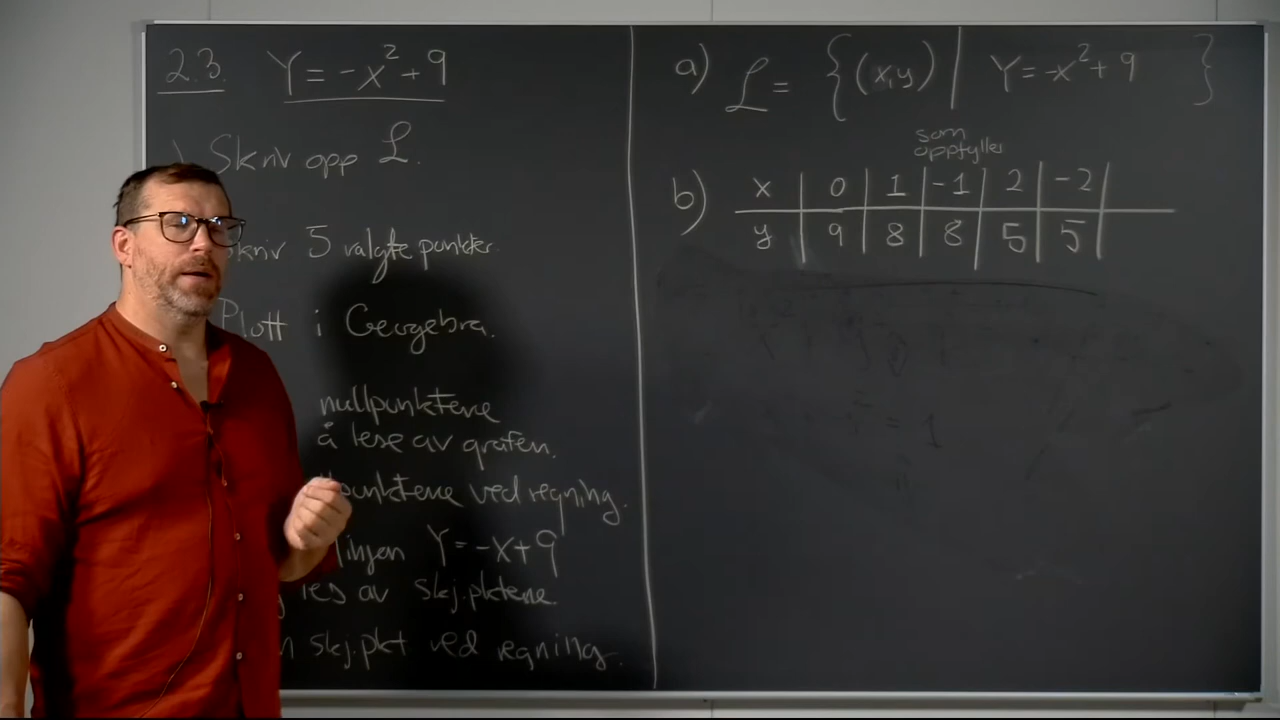 2.3. Y = -x² + 9
) Skriv opp ℒ.
skriv 5 valgte punkter.
Plott i Geogebra.
nullpunktene
å lese av grafen.
punktene ved regning.
linjen Y = -x + 9
les av skj.pktene.
skj.pkt ved regning.
a) ℒ = {(x,y) | Y = -x² + 9 }
som
oppfyller
b) x | 0 | 1 | -1 | 2 | -2 |
y | 9 | 8 | 8 | 5 | 5 |
= 1